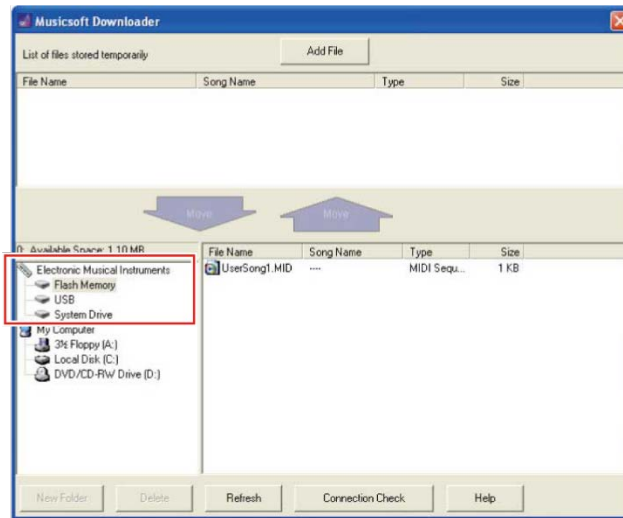 Musicsoft Downloader
List of files stored temporarily
Add File
File Name Song Name Type Size
Move Move
0: Available Space: 1.10 MB
Electronic Musical Instruments
Flash Memory
USB
System Drive
My Computer
3½ Floppy (A:)
Local Disk (C:)
DVD/CD-RW Drive (D:)
File Name Song Name Type Size
UserSong1.MID ---- MIDI Sequ... 1 KB
New Folder Delete Refresh Connection Check Help